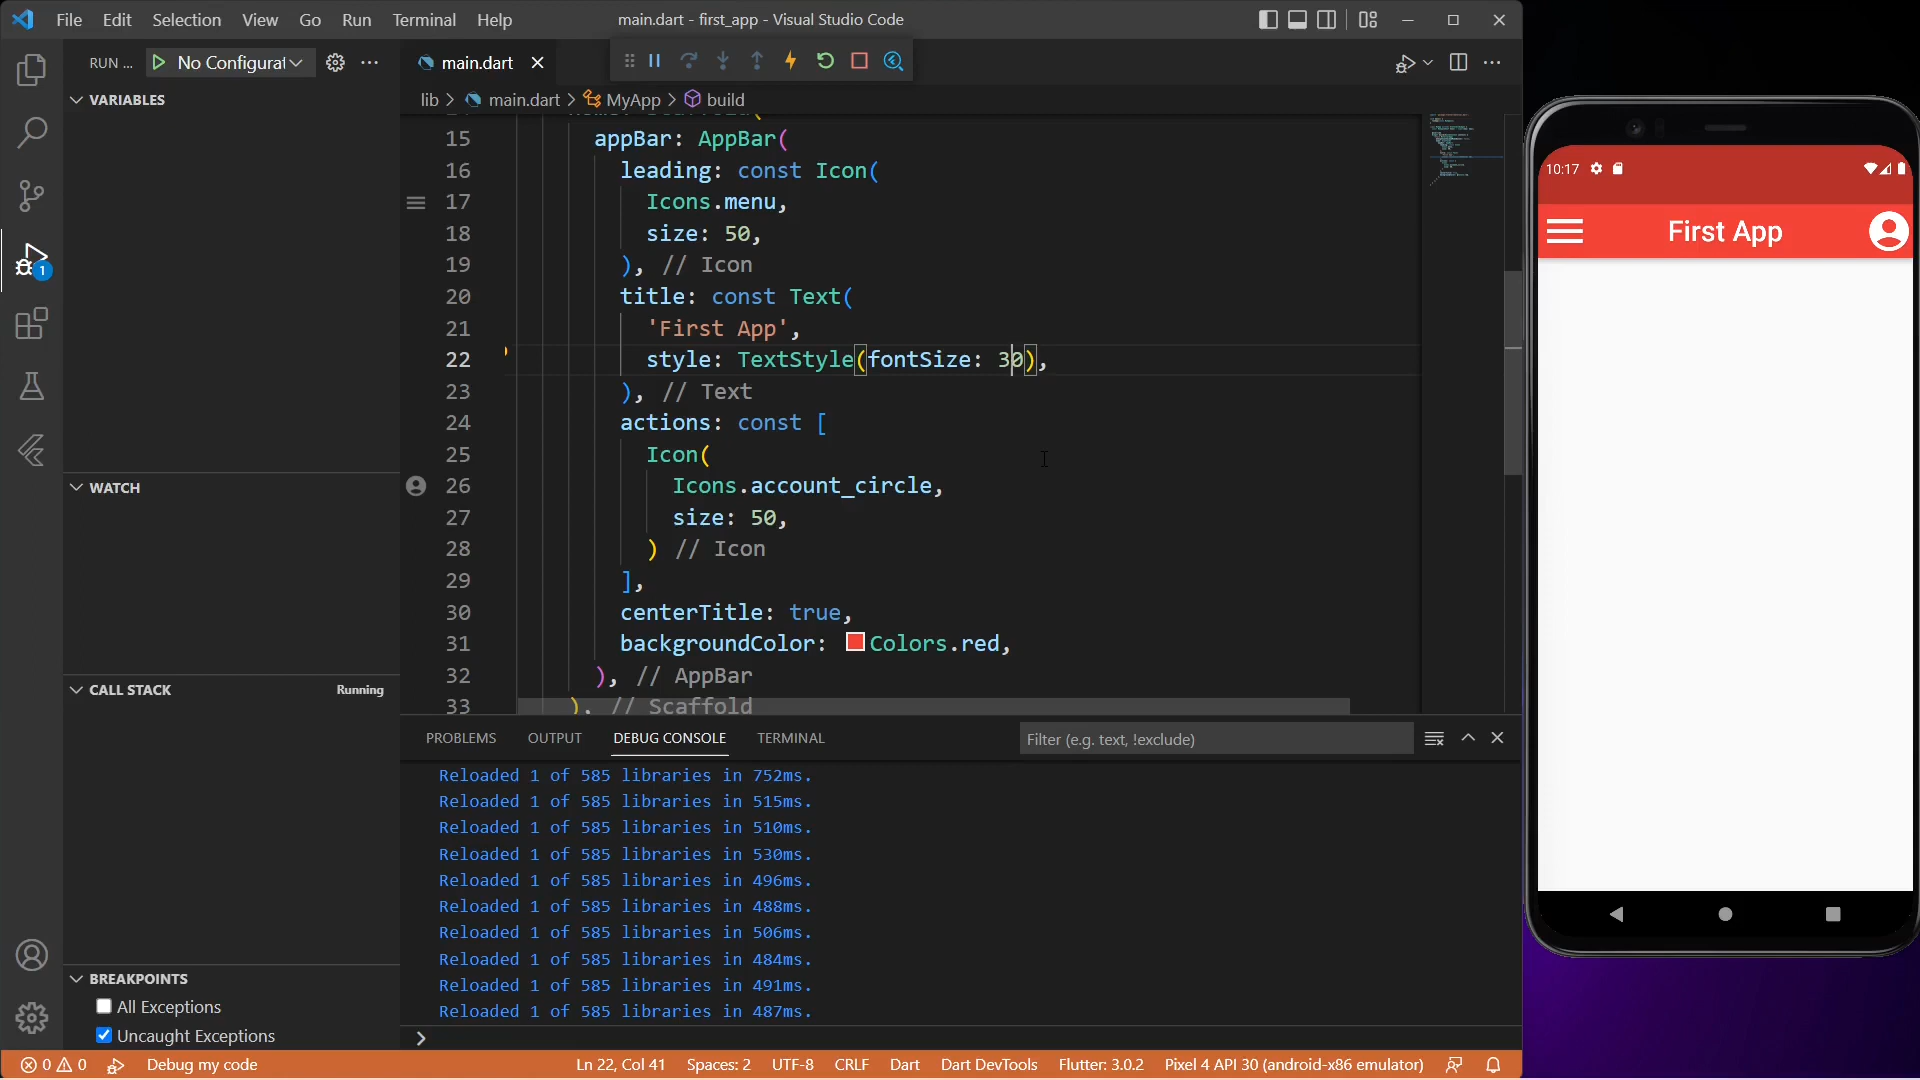 File Edit Selection View Go Run Terminal Help
main.dart - first_app - Visual Studio Code
RUN ... No Configurat
main.dart
VARIABLES
lib > main.dart > MyApp > build
15 appBar: AppBar(
16 leading: const Icon(
17 Icons.menu,
18 size: 50,
19 ), // Icon
20 title: const Text(
21 'First App',
22 style: TextStyle(fontSize: 30),
23 ), // Text
24 actions: const [
25 Icon(
26 Icons.account_circle,
27 size: 50,
28 ) // Icon
29 ],
30 centerTitle: true,
31 backgroundColor: Colors.red,
32 ), // AppBar
33 ), // Scaffold
WATCH
CALL STACK Running
BREAKPOINTS
All Exceptions
Uncaught Exceptions
1
PROBLEMS OUTPUT DEBUG CONSOLE TERMINAL
Filter (e.g. text, !exclude)
Reloaded 1 of 585 libraries in 752ms.
Reloaded 1 of 585 libraries in 515ms.
Reloaded 1 of 585 libraries in 510ms.
Reloaded 1 of 585 libraries in 530ms.
Reloaded 1 of 585 libraries in 496ms.
Reloaded 1 of 585 libraries in 488ms.
Reloaded 1 of 585 libraries in 506ms.
Reloaded 1 of 585 libraries in 484ms.
Reloaded 1 of 585 libraries in 491ms.
Reloaded 1 of 585 libraries in 487ms.
>
0 0 Debug my code Ln 22, Col 41 Spaces: 2 UTF-8 CRLF Dart Dart DevTools Flutter: 3.0.2 Pixel 4 API 30 (android-x86 emulator)
10:17
First App